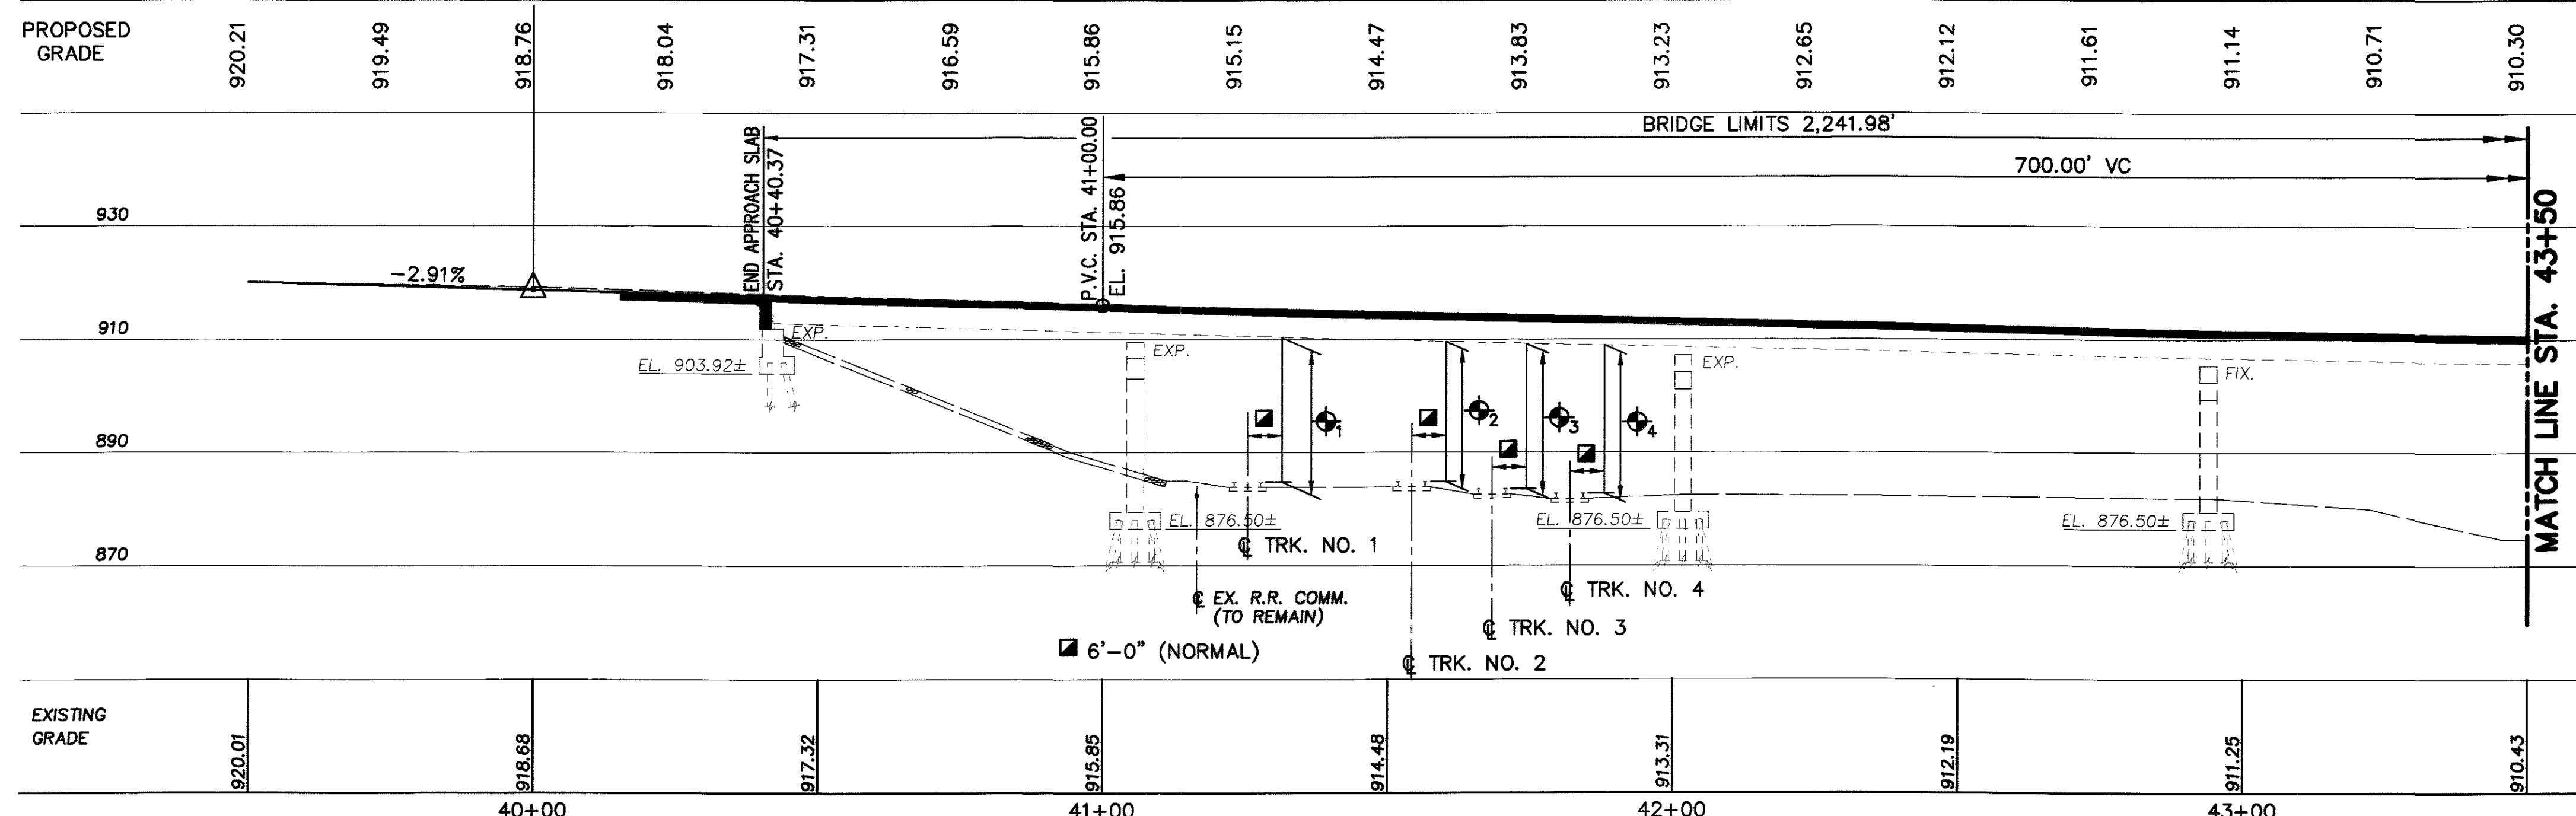 PROPOSED
GRADE
920.21
919.49
918.76
918.04
917.31
916.59
915.86
915.15
914.47
913.83
913.23
912.65
912.12
911.61
911.14
910.71
910.30
BRIDGE LIMITS 2,241.98'
700.00' VC
END APPROACH SLAB
STA. 40+40.37
P.V.C. STA. 41+00.00
EL. 915.86
MATCH LINE STA. 43+50
930
-2.91%
910
EXP.
EXP.
EXP.
FIX.
EL. 903.92±
1
2
3
4
890
EL. 876.50±
EL. 876.50±
EL. 876.50±
870
℄ TRK. NO. 1
℄ EX. R.R. COMM.
(TO REMAIN)
℄ TRK. NO. 4
℄ TRK. NO. 3
6'-0" (NORMAL)
℄ TRK. NO. 2
EXISTING
GRADE
920.01
918.68
917.32
915.85
914.48
913.31
912.19
911.25
910.43
40+00
41+00
42+00
43+00